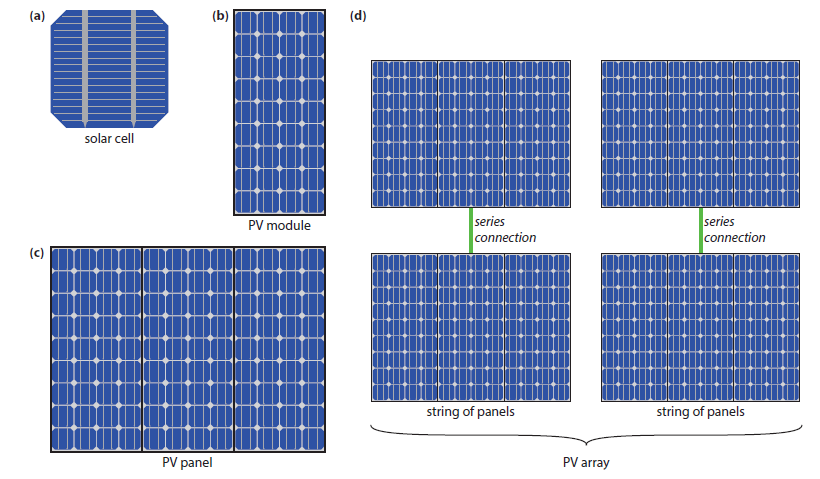 (a)
solar cell
(b)
PV module
(c)
PV panel
(d)
series
connection
series
connection
string of panels
string of panels
PV array